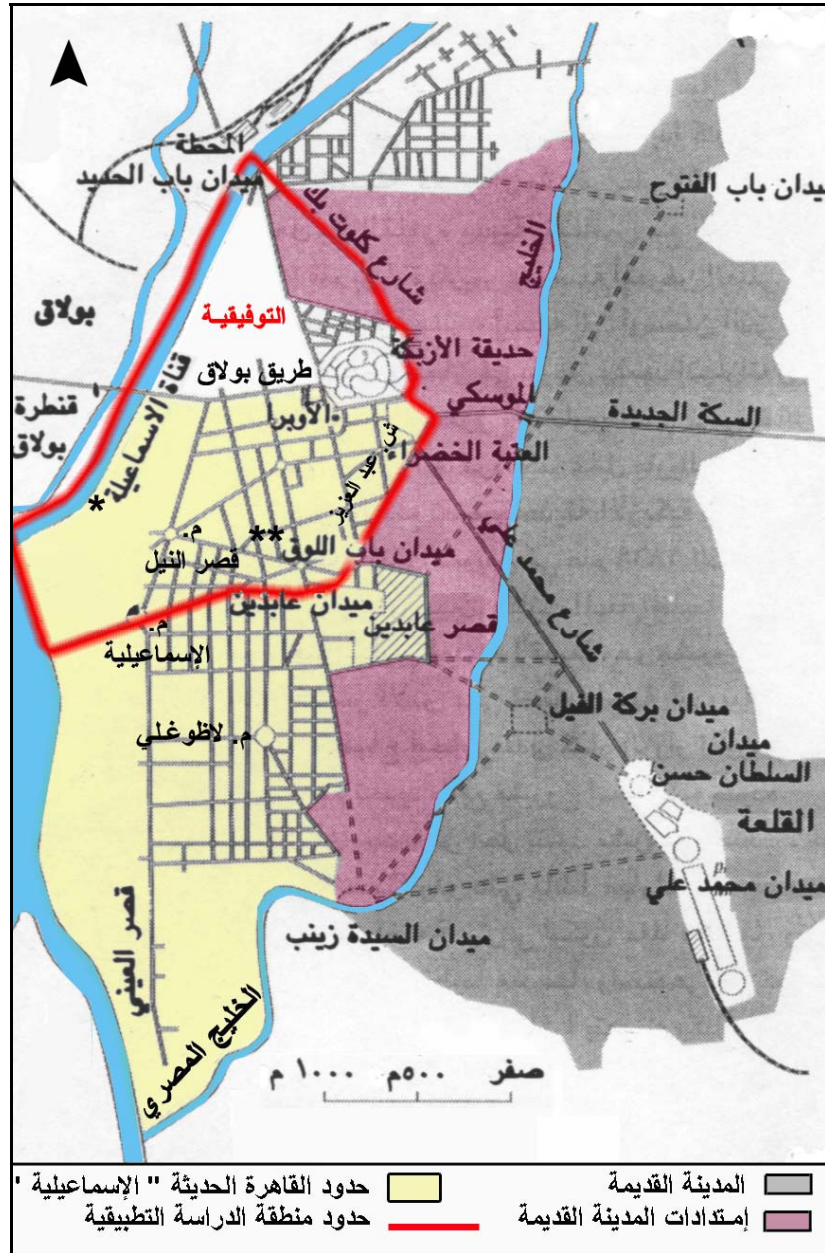 المحطة
ميدان باب الحديد
ميدان باب الفتوح
شارع كلوت بك
الخليج
بولاق
التوفيقية
حديقة الأزبكة
طريق بولاق
الموسكي
قناة الاسماعيلة
قنطرة
بولاق
الأوبرا
السكة الجديدة
العتبة الخضراء
ش. عبد العزيز
*
**
م.
قصر النيل
ميدان باب اللوق
ميدان عابدين
شارع محمد علي
م.
الإسماعيلية
قصر عابدين
ميدان بركة الفيل
م. لاظوغلي
ميدان
السلطان حسن
القلعة
ميدان محمد علي
قصر العيني
ميدان السيدة زينب
الخليج المصري
صفر ٥٠٠م ١٠٠٠ م
المدينة القديمة
حدود القاهرة الحديثة " الإسماعيلية "
إمتدادات المدينة القديمة
حدود منطقة الدراسة التطبيقية